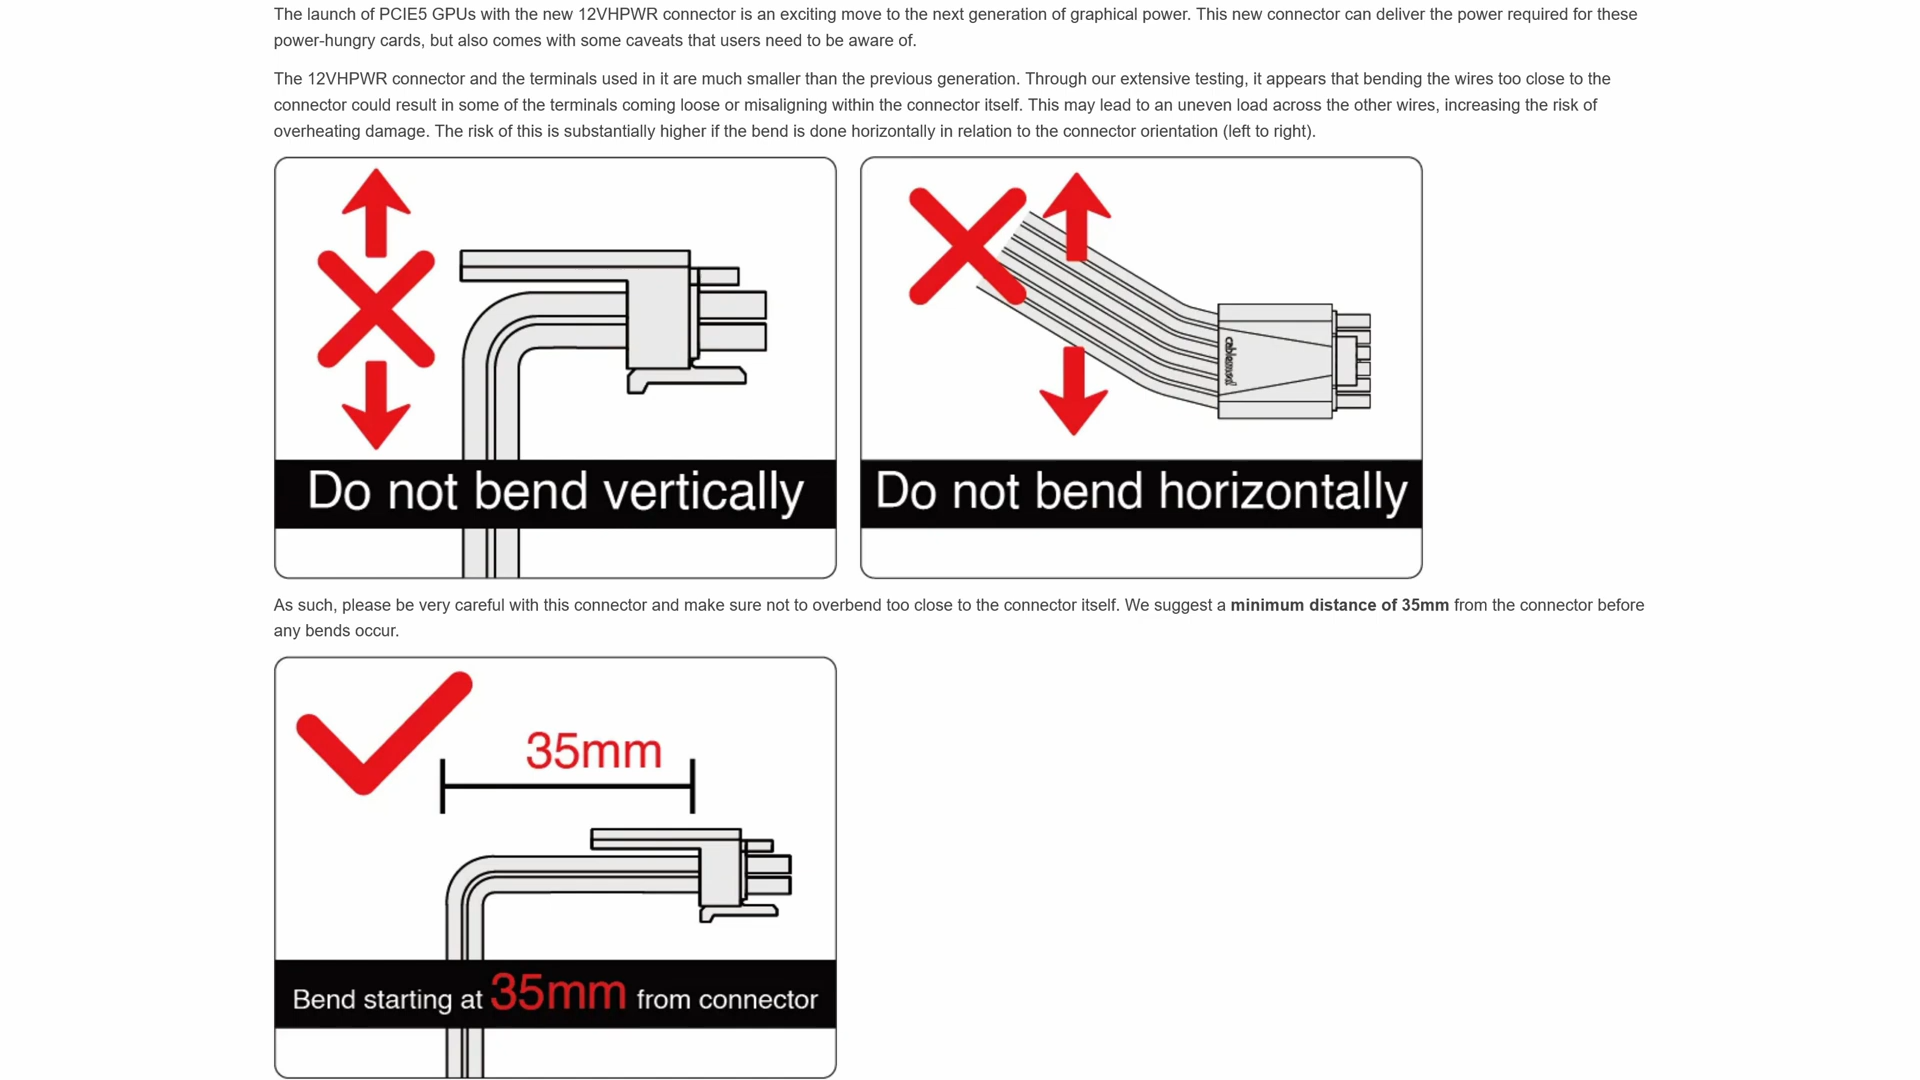 The launch of PCIE5 GPUs with the new 12VHPWR connector is an exciting move to the next generation of graphical power. This new connector can deliver the power required for these
power-hungry cards, but also comes with some caveats that users need to be aware of.
The 12VHPWR connector and the terminals used in it are much smaller than the previous generation. Through our extensive testing, it appears that bending the wires too close to the
connector could result in some of the terminals coming loose or misaligning within the connector itself. This may lead to an uneven load across the other wires, increasing the risk of
overheating damage. The risk of this is substantially higher if the bend is done horizontally in relation to the connector orientation (left to right).
Do not bend vertically
cablemod
Do not bend horizontally
As such, please be very careful with this connector and make sure not to overbend too close to the connector itself. We suggest a minimum distance of 35mm from the connector before
any bends occur.
35mm
Bend starting at 35mm from connector